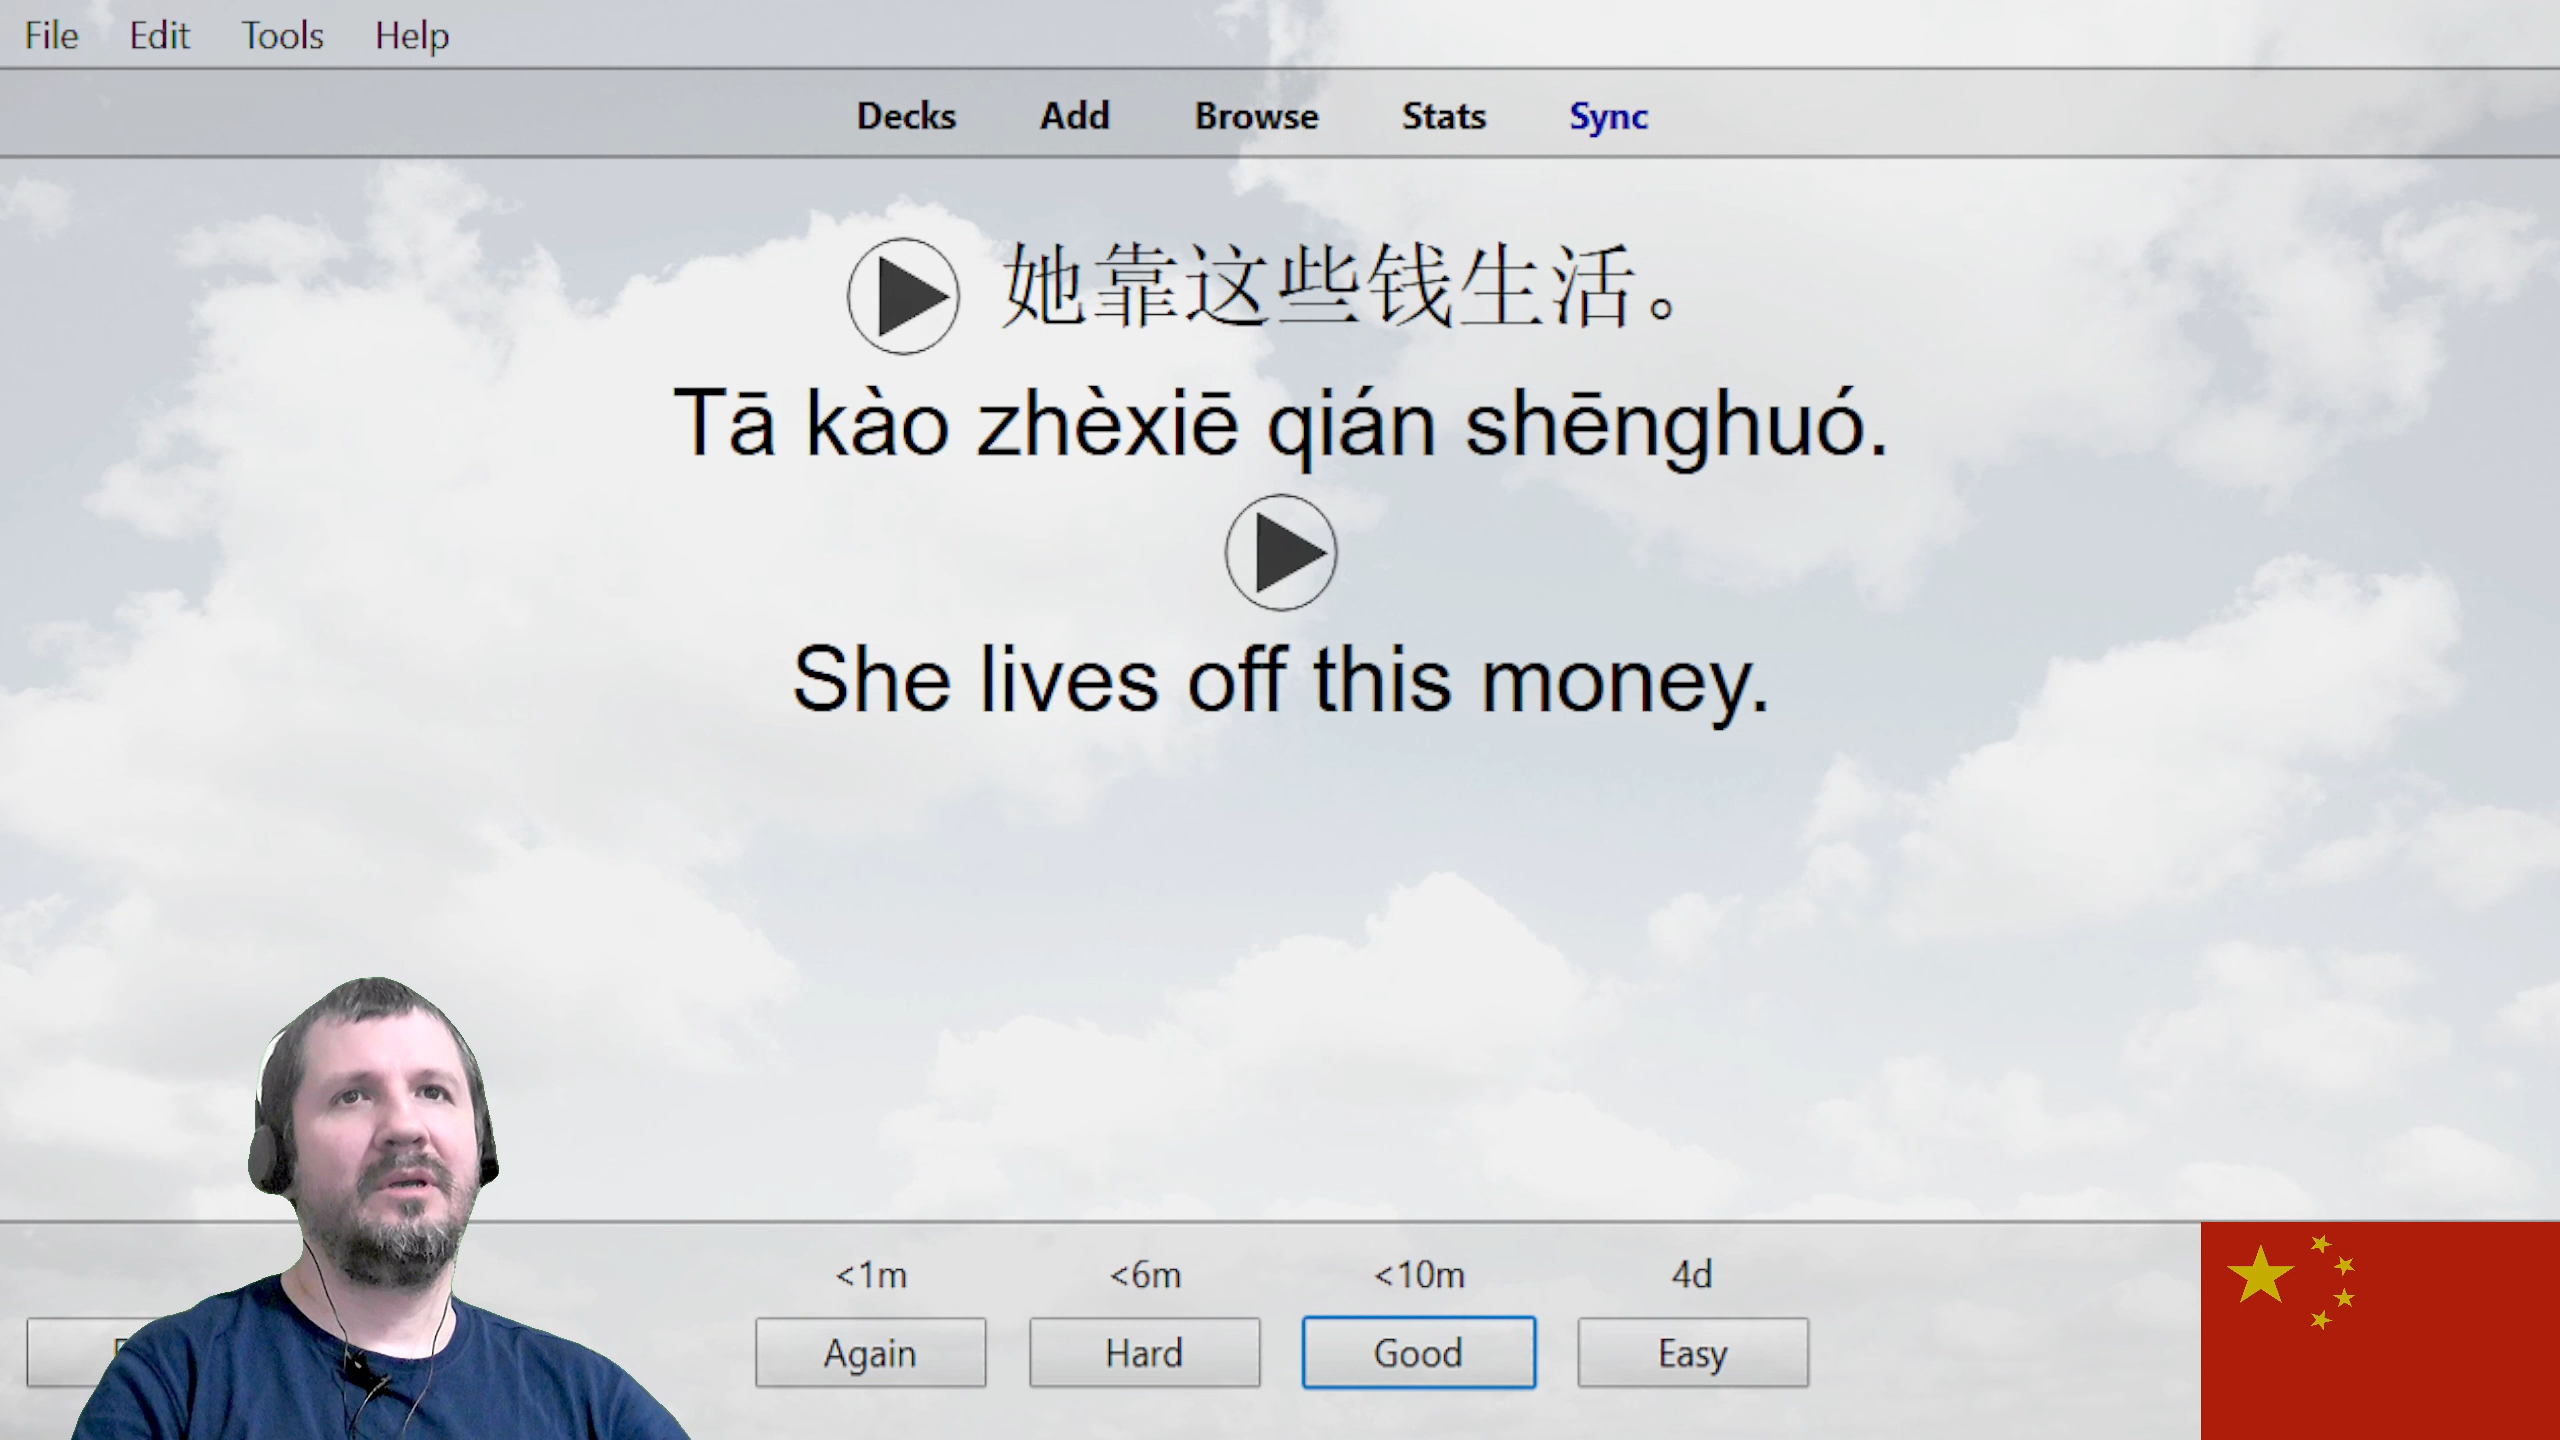 File Edit Tools Help
Decks Add Browse Stats Sync
她靠这些钱生活。
Tā kào zhèxiē qián shēnghuó.
She lives off this money.
<1m <6m <10m 4d
Again Hard Good Easy